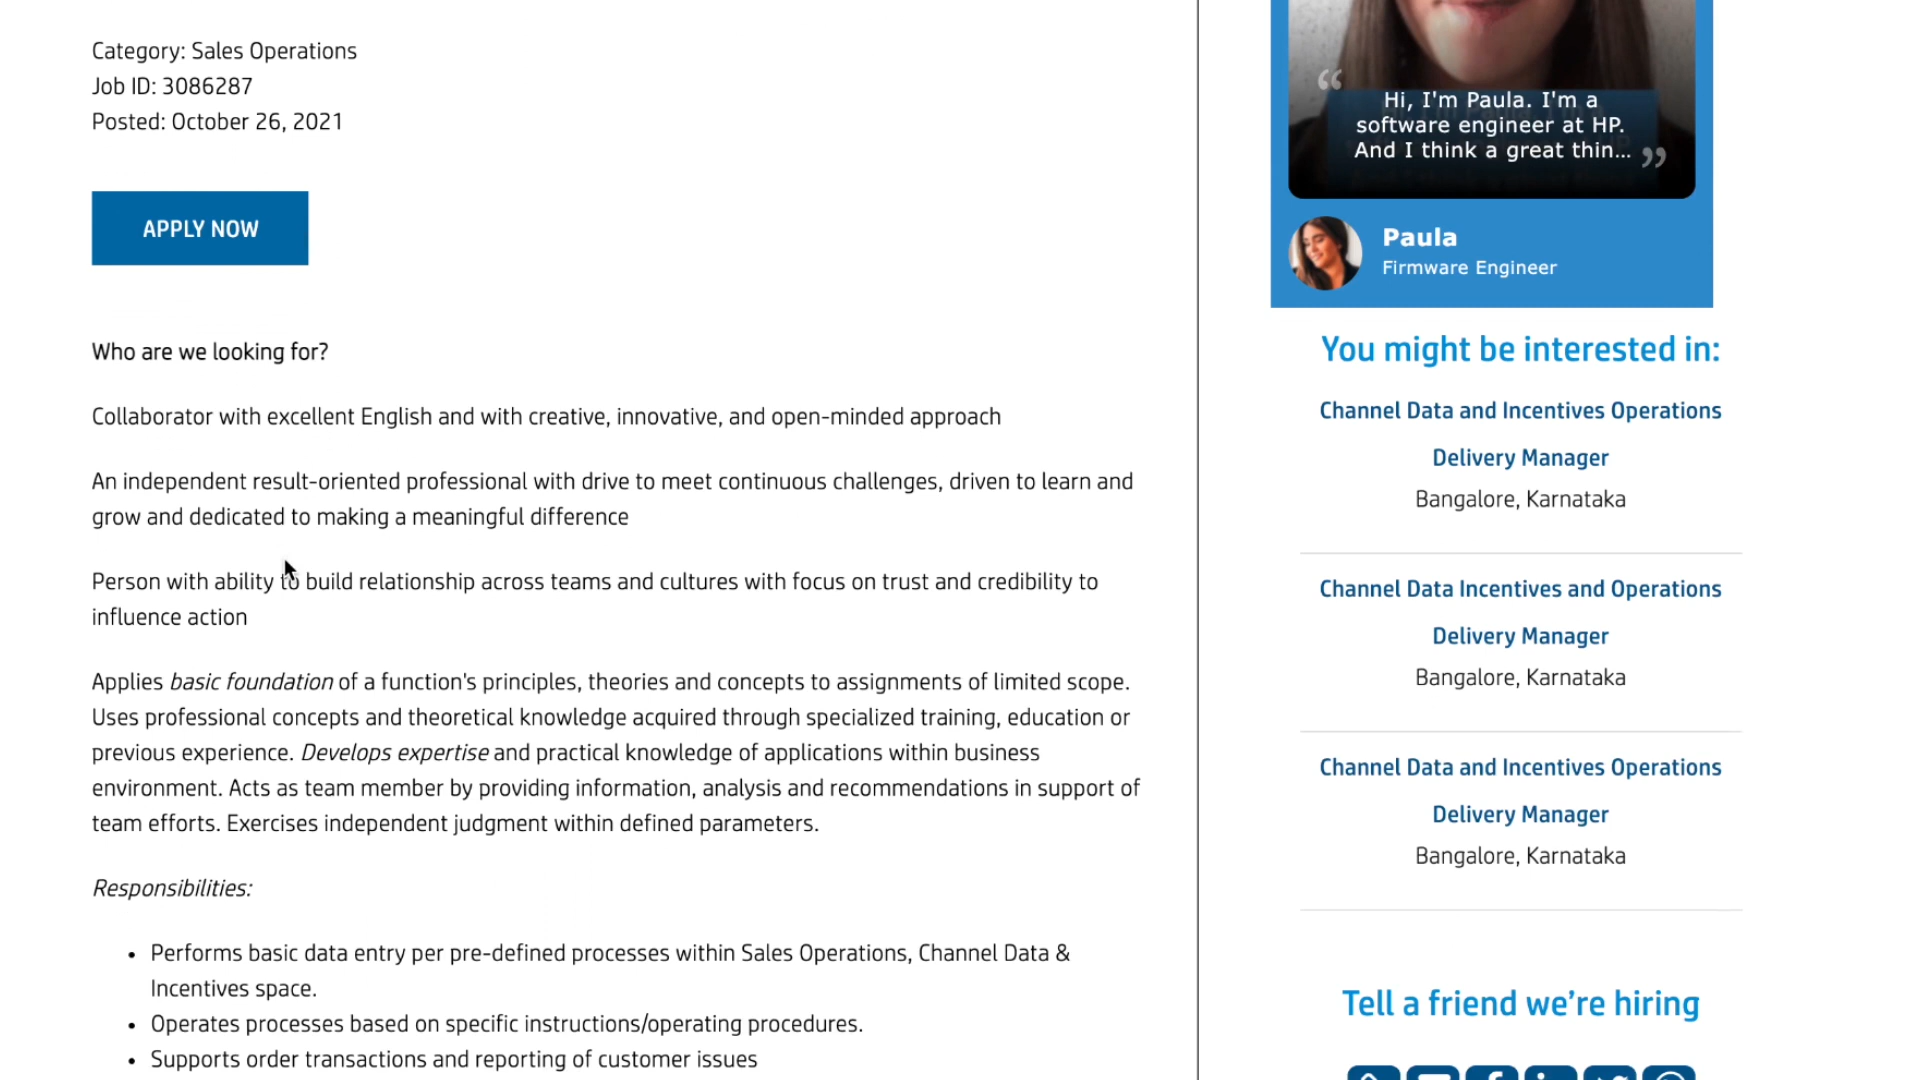 Category: Sales Operations
Job ID: 3086287
Posted: October 26, 2021
APPLY NOW
Who are we looking for?
Collaborator with excellent English and with creative, innovative, and open-minded approach
An independent result-oriented professional with drive to meet continuous challenges, driven to learn and
grow and dedicated to making a meaningful difference
Person with ability to build relationship across teams and cultures with focus on trust and credibility to
influence action
Applies basic foundation of a function's principles, theories and concepts to assignments of limited scope.
Uses professional concepts and theoretical knowledge acquired through specialized training, education or
previous experience. Develops expertise and practical knowledge of applications within business
environment. Acts as team member by providing information, analysis and recommendations in support of
team efforts. Exercises independent judgment within defined parameters.
Responsibilities:
• Performs basic data entry per pre-defined processes within Sales Operations, Channel Data &
Incentives space.
• Operates processes based on specific instructions/operating procedures.
• Supports order transactions and reporting of customer issues
“ Hi, I'm Paula. I'm a
software engineer at HP.
And I think a great thin... ”
Paula
Firmware Engineer
You might be interested in:
Channel Data and Incentives Operations
Delivery Manager
Bangalore, Karnataka
Channel Data Incentives and Operations
Delivery Manager
Bangalore, Karnataka
Channel Data and Incentives Operations
Delivery Manager
Bangalore, Karnataka
Tell a friend we’re hiring